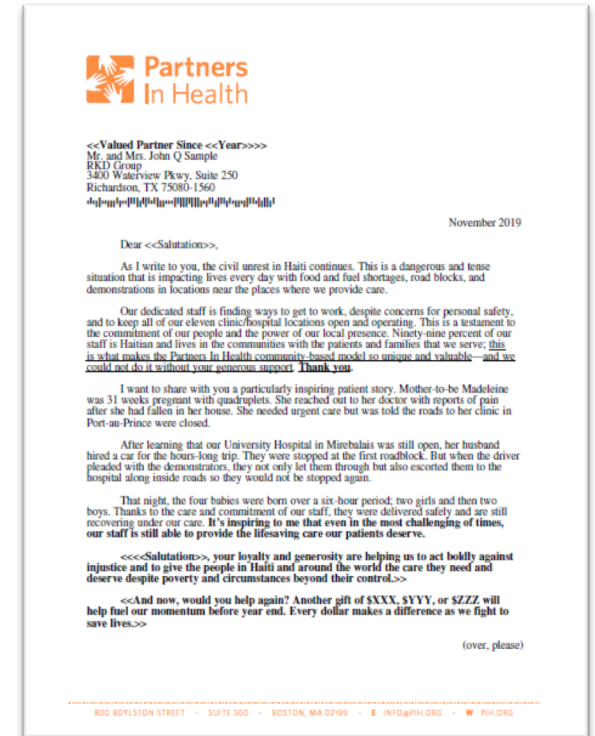 Partners
In Health
<<Valued Partner Since <<Year>>>>
Mr. and Mrs. John Q Sample
RKD Group
3400 Waterview Pkwy, Suite 250
Richardson, TX 75080-1560
November 2019
Dear <<Salutation>>,
As I write to you, the civil unrest in Haiti continues. This is a dangerous and tense
situation that is impacting lives every day with food and fuel shortages, road blocks, and
demonstrations in locations near the places where we provide care.
Our dedicated staff is finding ways to get to work, despite concerns for personal safety,
and to keep all of our eleven clinic/hospital locations open and operating. This is a testament to
the commitment of our people and the power of our local presence. Ninety-nine percent of our
staff is Haitian and lives in the communities with the patients and families that we serve; this
is what makes the Partners In Health community-based model so unique and valuable—and we
could not do it without your generous support. Thank you.
I want to share with you a particularly inspiring patient story. Mother-to-be Madeleine
was 31 weeks pregnant with quadruplets. She reached out to her doctor with reports of pain
after she had fallen in her house. She needed urgent care but was told the roads to her clinic in
Port-au-Prince were closed.
After learning that our University Hospital in Mirebalais was still open, her husband
hired a car for the hours-long trip. They were stopped at the first roadblock. But when the driver
pleaded with the demonstrators, they not only let them through but also escorted them to the
hospital along inside roads so they would not be stopped again.
That night, the four babies were born over a six-hour period; two girls and then two
boys. Thanks to the care and commitment of our staff, they were delivered safely and are still
recovering under our care. It's inspiring to me that even in the most challenging of times,
our staff is still able to provide the lifesaving care our patients deserve.
<<<<Salutation>>, your loyalty and generosity are helping us to act boldly against
injustice and to give the people in Haiti and around the world the care they need and
deserve despite poverty and circumstances beyond their control.>>
<<And now, would you help again? Another gift of $XXX, $YYY, or $ZZZ will
help fuel our momentum before year end. Every dollar makes a difference as we fight to
save lives.>>
(over, please)
800 BOYLSTON STREET - SUITE 300 - BOSTON, MA 02199 - E INFO@PIH.ORG - W PIH.ORG